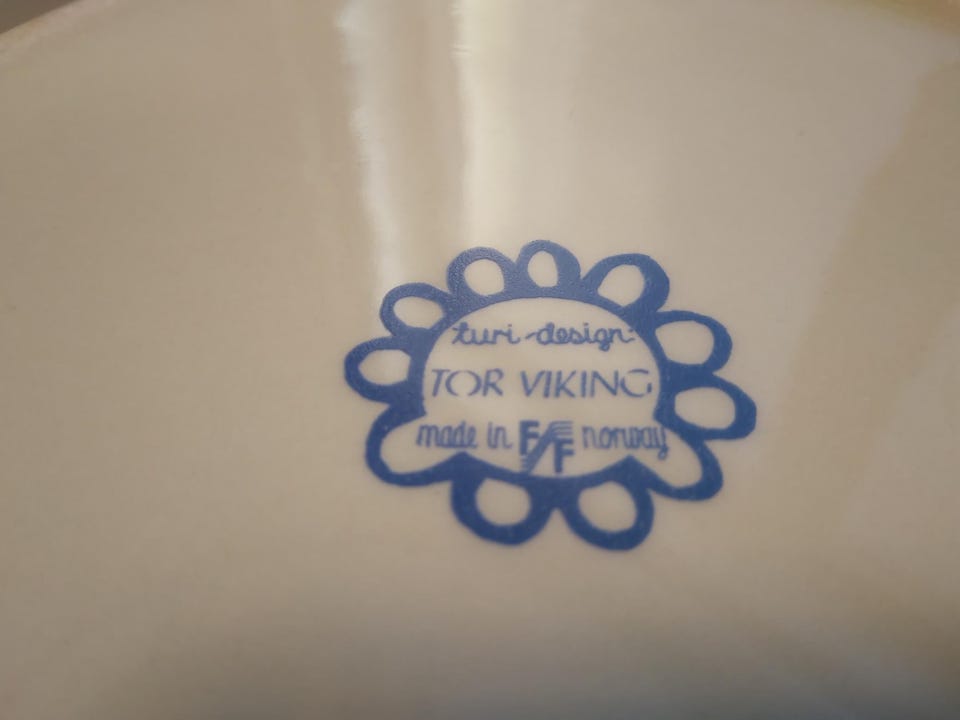 turi-design
TOR VIKING
made in F/F norway